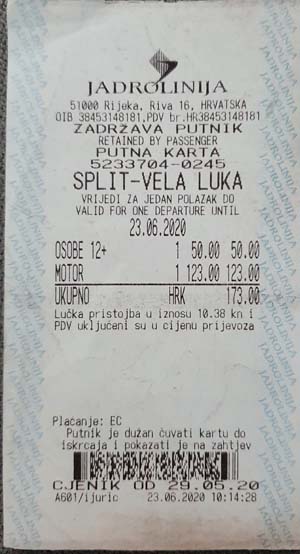 JADROLINIJA
51000 Rijeka, Riva 16, HRVATSKA
OIB 38453148181,PDV br.HR38453148181
ZADRŽAVA PUTNIK
RETAINED BY PASSENGER
PUTNA KARTA
5233704-0245
SPLIT-VELA LUKA
VRIJEDI ZA JEDAN POLAZAK DO
VALID FOR ONE DEPARTURE UNTIL
23.06.2020
OSOBE 12+ 1 50.00 50.00
MOTOR 1 123.00 123.00
UKUPNO HRK 173.00
Lučka pristojba u iznosu 10.38 kn i
PDV uključeni su u cijenu prijevoza
Plaćanje: EC
Putnik je dužan čuvati kartu do
iskrcaja i pokazati je na zahtjev
CJENIK OD 29.05.20
A601/ijuric 23.06.2020 10:14:28